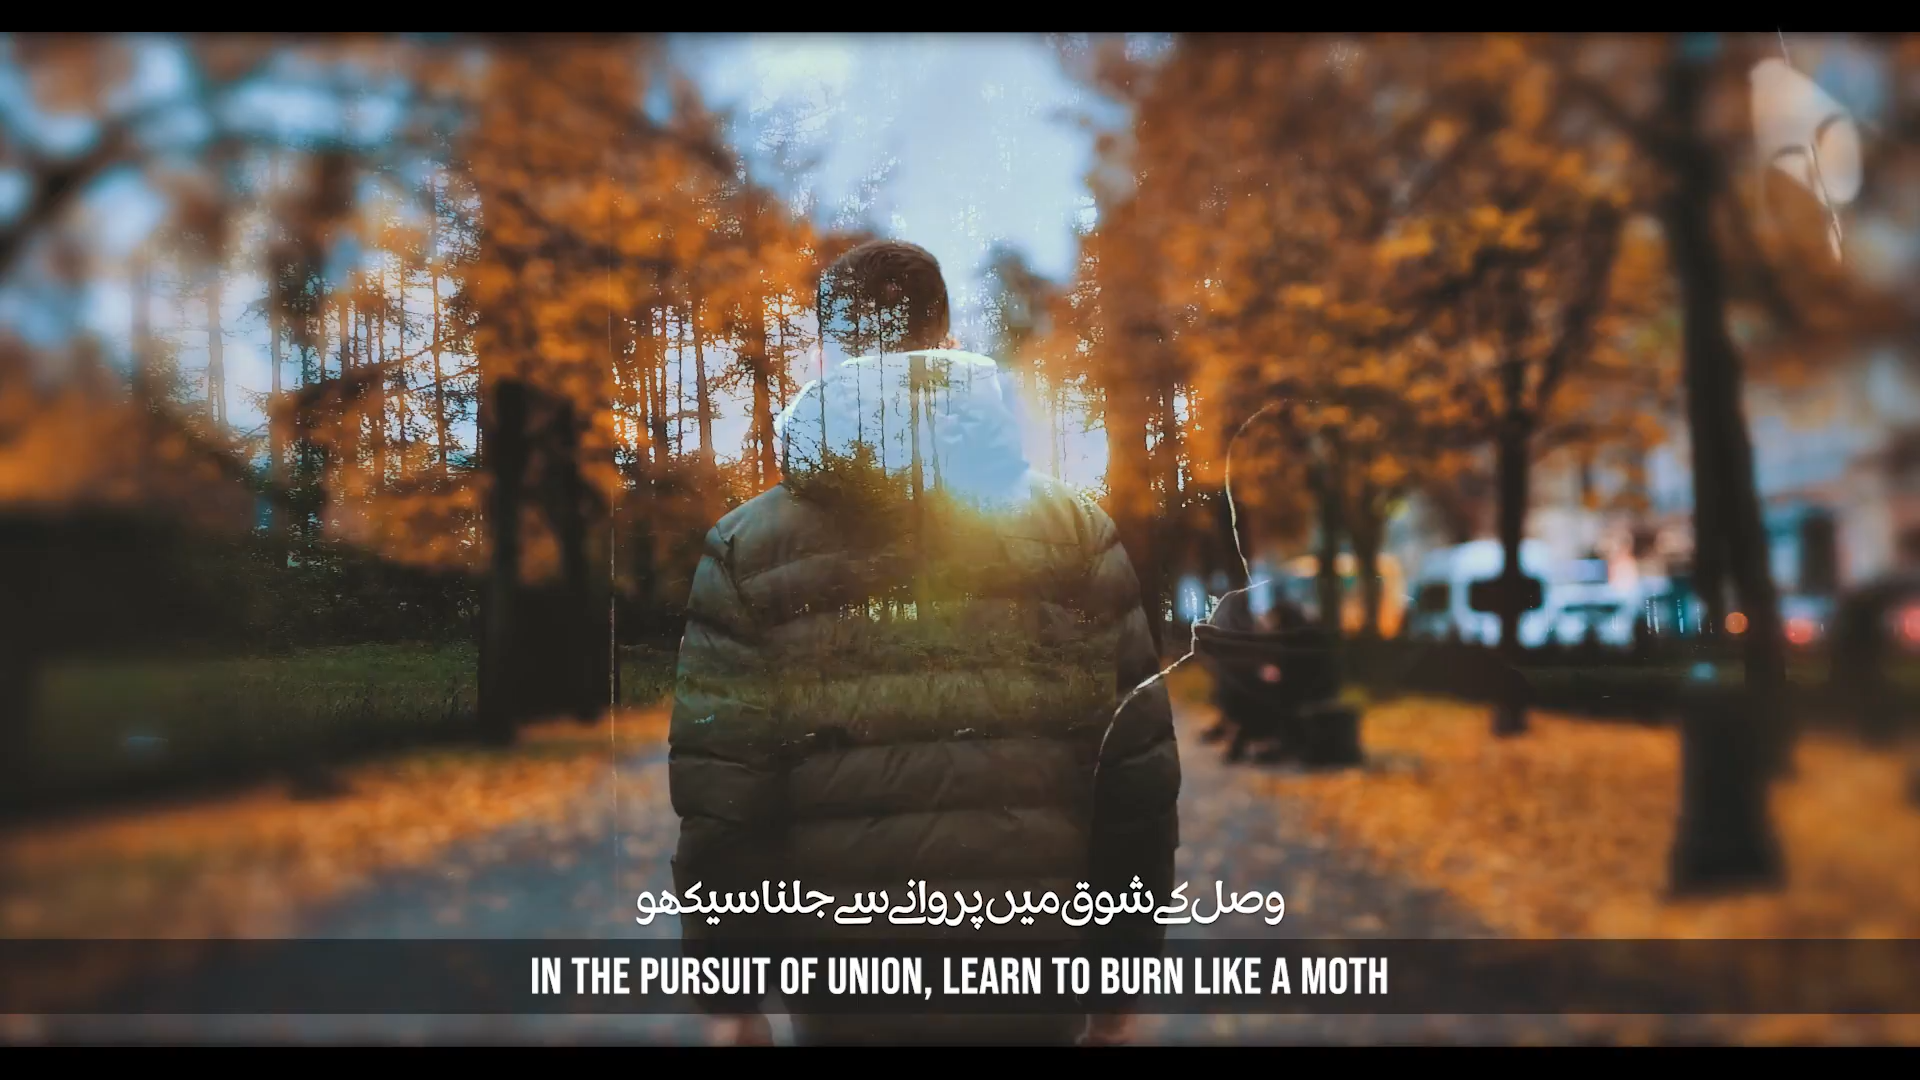 وصل کے شوق میں پروانے سے جلنا سیکھو
IN THE PURSUIT OF UNION, LEARN TO BURN LIKE A MOTH